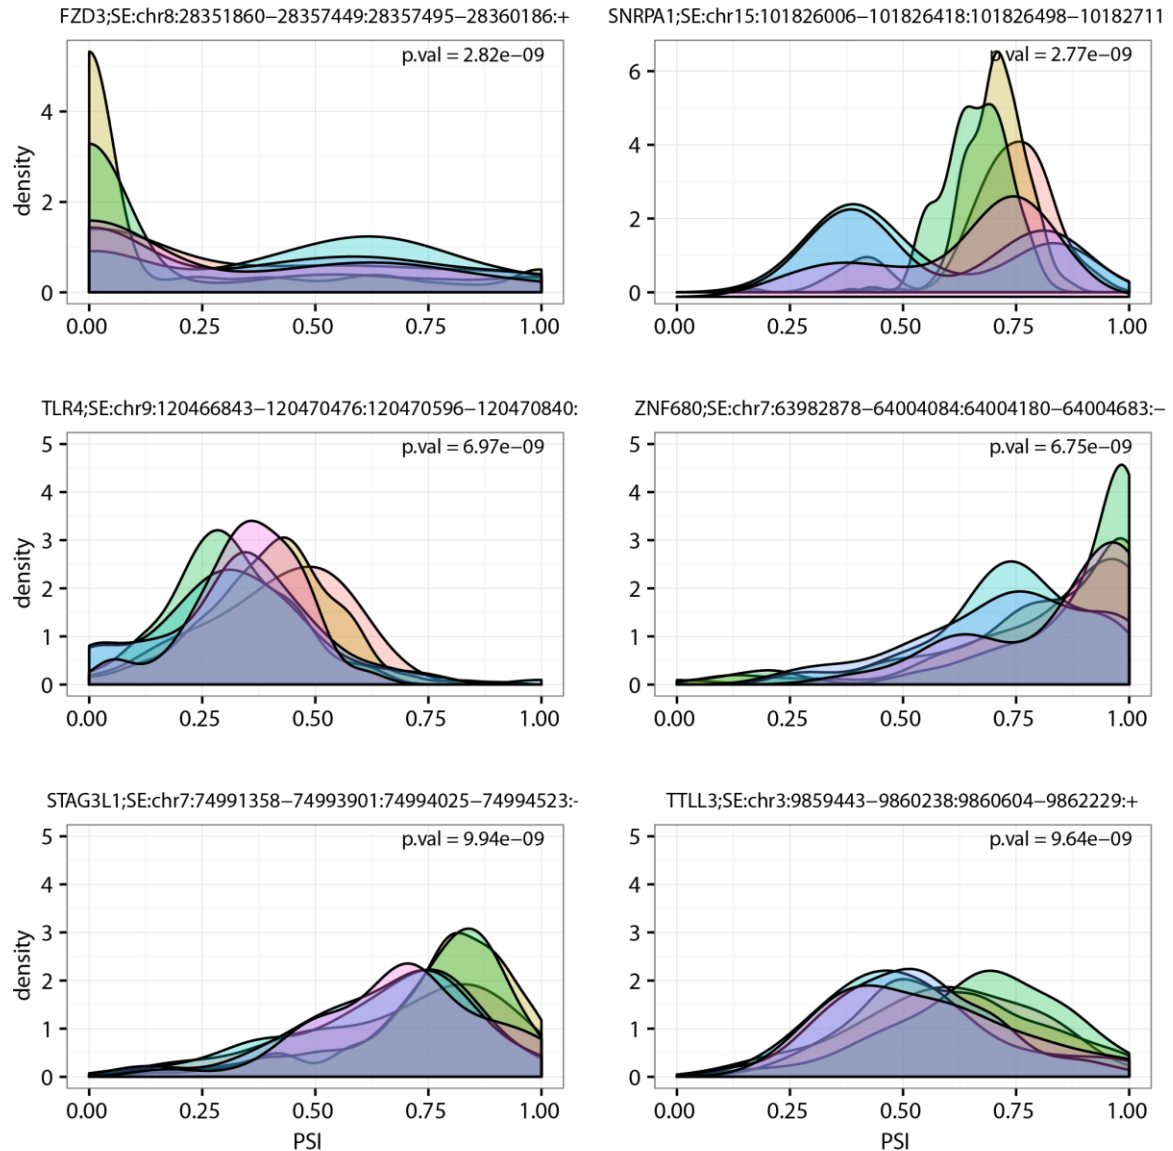 FZD3;SE:chr8:28351860−28357449:28357495−28360186:+
p.val = 2.82e−09
density
4
2
0
0.00 0.25 0.50 0.75 1.00
SNRPA1;SE:chr15:101826006−101826418:101826498−10182711
p.val = 2.77e−09
6
4
2
0
0.00 0.25 0.50 0.75 1.00
TLR4;SE:chr9:120466843−120470476:120470596−120470840:
p.val = 6.97e−09
density
5
4
3
2
1
0
0.00 0.25 0.50 0.75 1.00
ZNF680;SE:chr7:63982878−64004084:64004180−64004683:−
p.val = 6.75e−09
5
4
3
2
1
0
0.00 0.25 0.50 0.75 1.00
STAG3L1;SE:chr7:74991358−74993901:74994025−74994523:-
p.val = 9.94e−09
density
5
4
3
2
1
0
0.00 0.25 0.50 0.75 1.00
PSI
TTLL3;SE:chr3:9859443−9860238:9860604−9862229:+
p.val = 9.64e−09
5
4
3
2
1
0
0.00 0.25 0.50 0.75 1.00
PSI